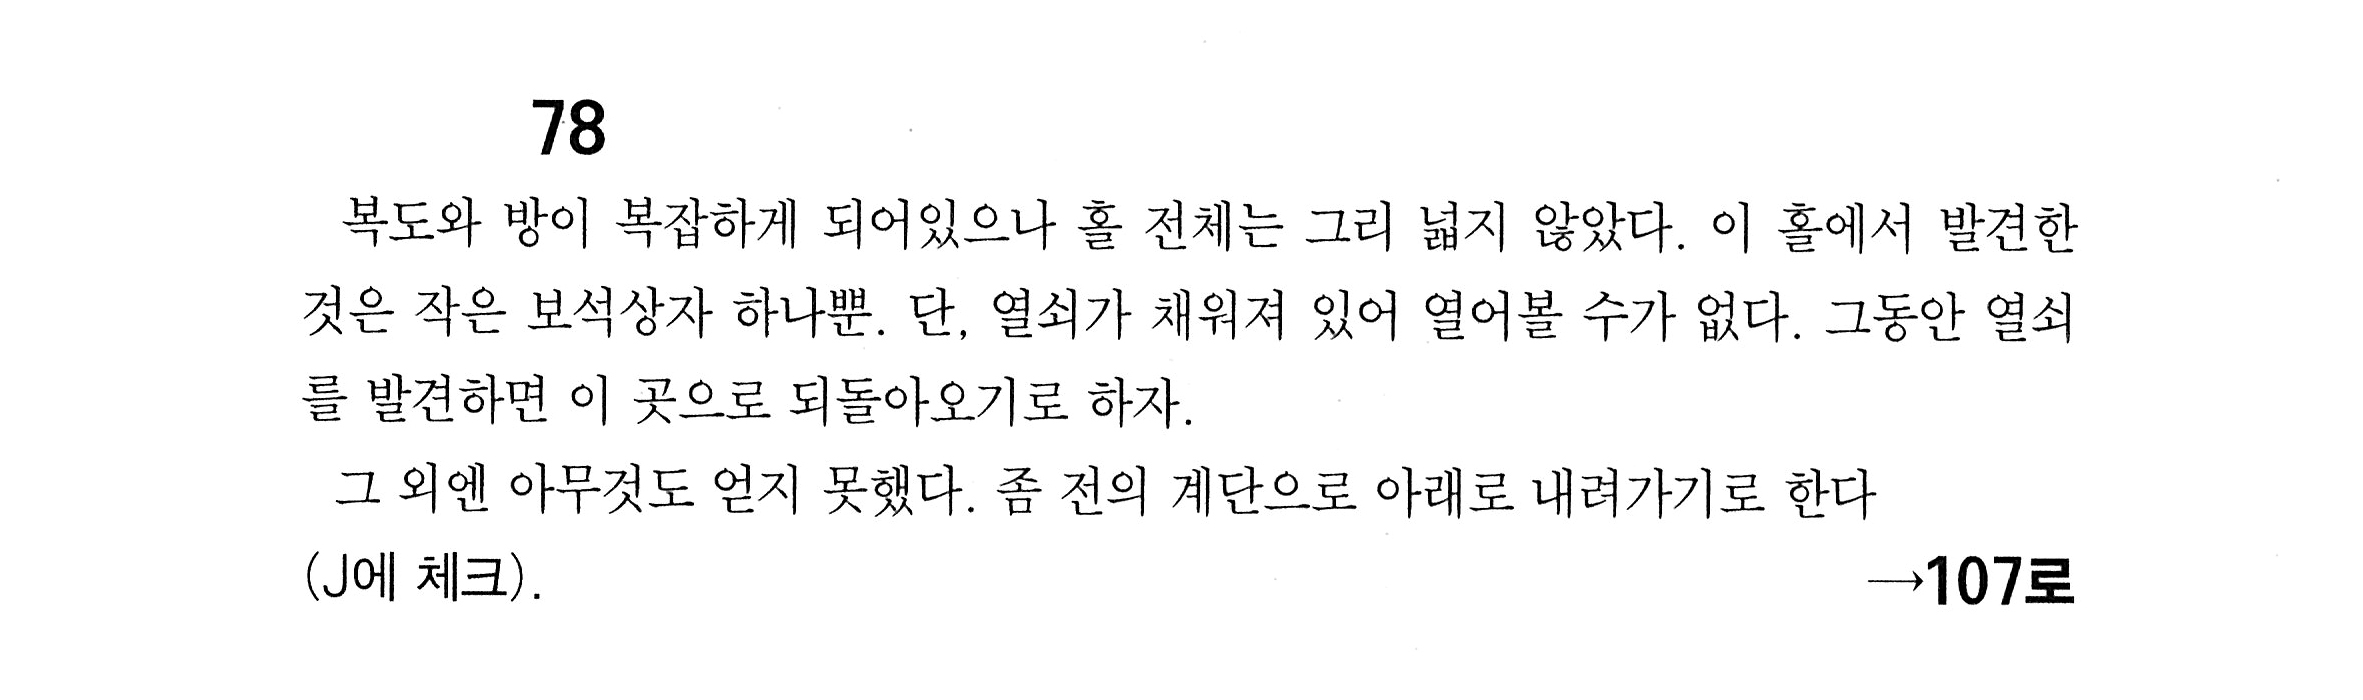 78
복도와 방이 복잡하게 되어있으나 홀 전체는 그리 넓지 않았다. 이 홀에서 발견한
것은 작은 보석상자 하나뿐. 단, 열쇠가 채워져 있어 열어볼 수가 없다. 그동안 열쇠
를 발견하면 이 곳으로 되돌아오기로 하자.
그 외엔 아무것도 얻지 못했다. 좀 전의 계단으로 아래로 내려가기로 한다
(J에 체크). →107로